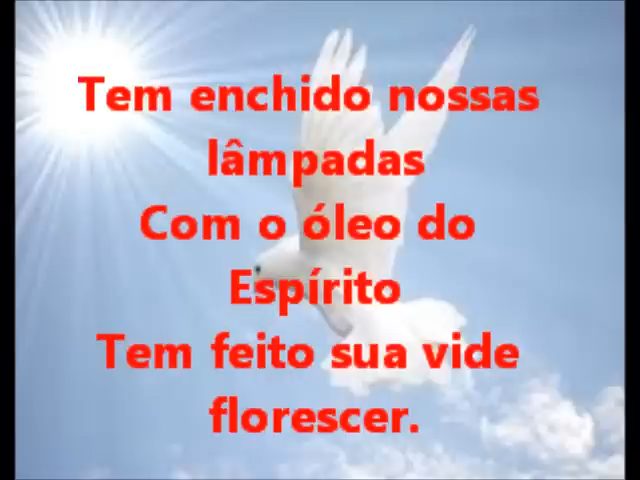 Tem enchido nossas
lâmpadas
Com o óleo do
Espírito
Tem feito sua vide
florescer.